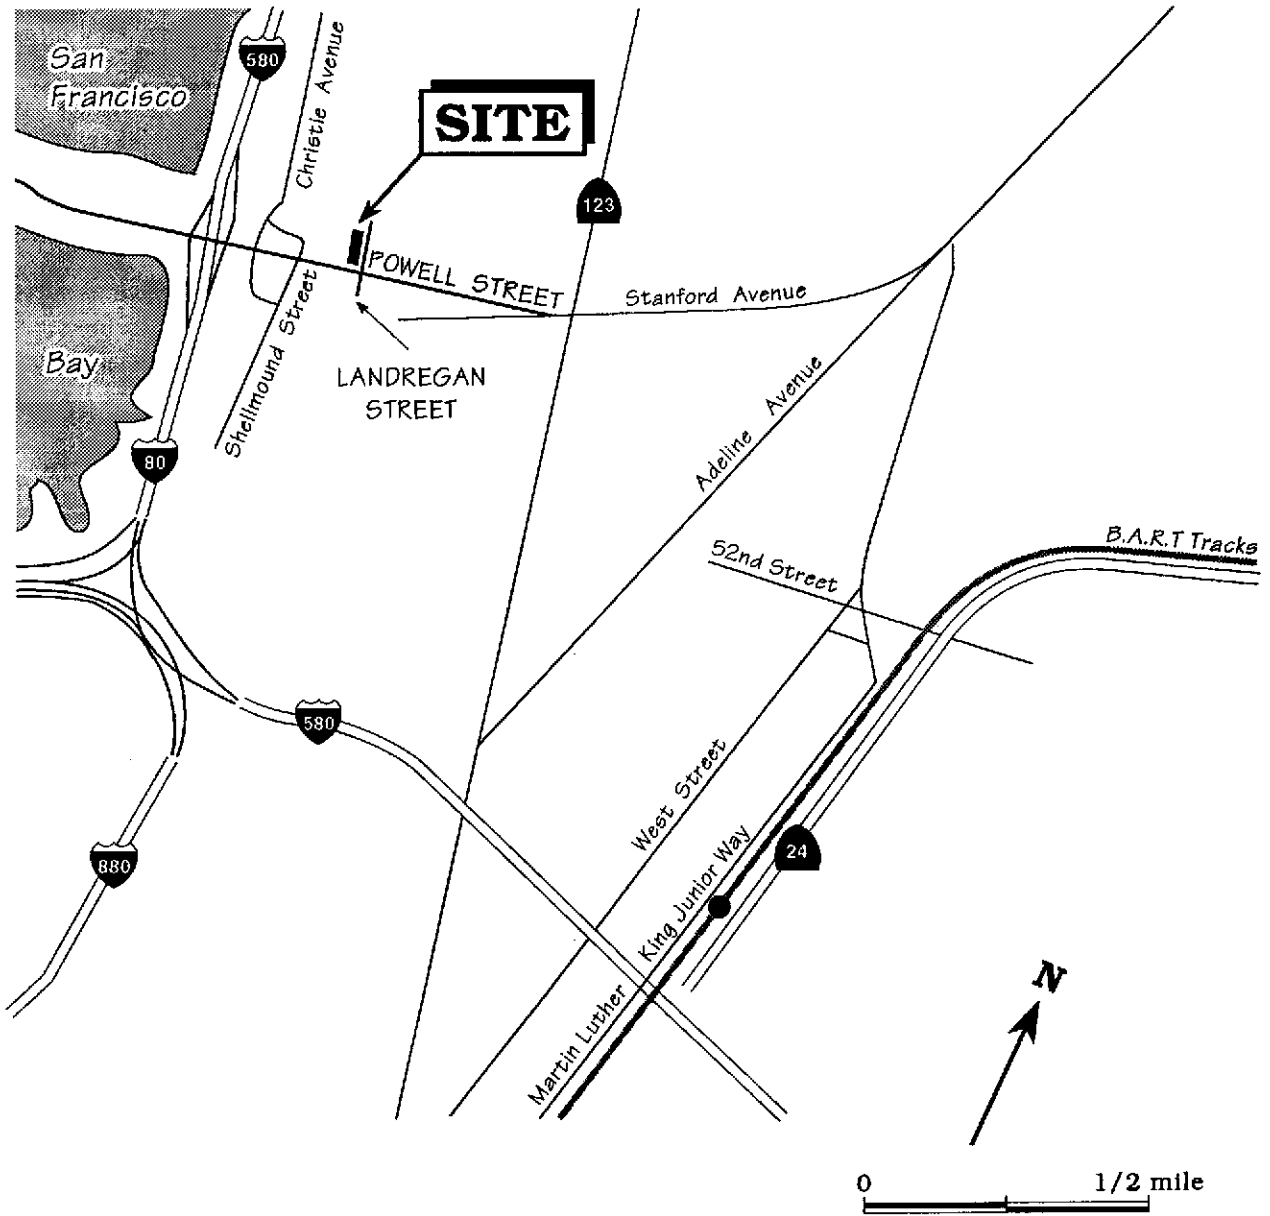 San
Francisco
580
Christie Avenue
SITE
123
POWELL STREET
Stanford Avenue
Shellmound Street
Bay
LANDREGAN
STREET
Adeline Avenue
80
52nd Street
B.A.R.T Tracks
580
West Street
880
24
Martin Luther King Junior Way
N
0 1/2 mile